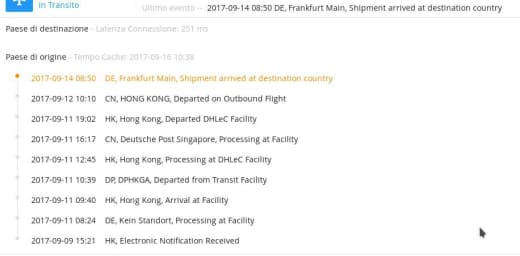 In Transito
Ultimo evento -- 2017-09-14 08:50 DE, Frankfurt Main, Shipment arrived at destination country
Paese di destinazione - Latenza Connessione: 251 ms
Paese di origine - Tempo Cache: 2017-09-16 10:38
2017-09-14 08:50 DE, Frankfurt Main, Shipment arrived at destination country
2017-09-12 10:10 CN, HONG KONG, Departed on Outbound Flight
2017-09-11 19:02 HK, Hong Kong, Departed DHLeC Facility
2017-09-11 16:17 CN, Deutsche Post Singapore, Processing at Facility
2017-09-11 12:45 HK, Hong Kong, Processing at DHLeC Facility
2017-09-11 10:39 DP, DPHKGA, Departed from Transit Facility
2017-09-11 09:40 HK, Hong Kong, Arrival at Facility
2017-09-11 08:24 DE, Kein Standort, Processing at Facility
2017-09-09 15:21 HK, Electronic Notification Received